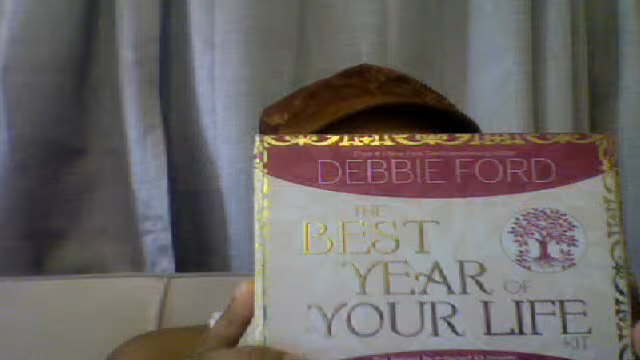 DEBBIE FORD
THE
BEST
YEAR OF
YOUR LIFE
KIT